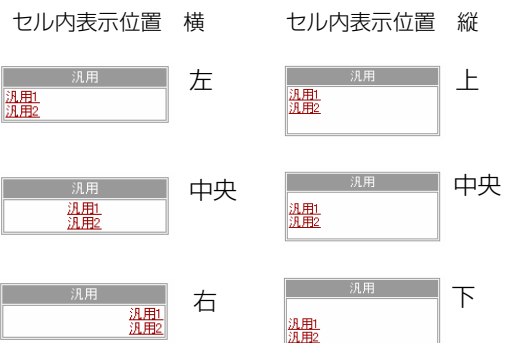 セル内表示位置　横
セル内表示位置　縦
汎用
汎用1
汎用2
左
汎用
汎用1
汎用2
上
汎用
汎用1
汎用2
中央
汎用
汎用1
汎用2
中央
汎用
汎用1
汎用2
右
汎用
汎用1
汎用2
下